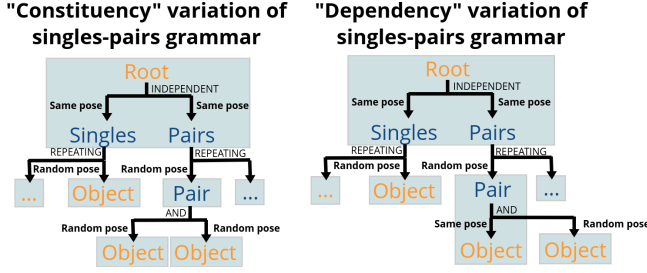 "Constituency" variation of
singles-pairs grammar
Root
INDEPENDENT
Same pose
Same pose
Singles
Pairs
REPEATING
REPEATING
Random pose
Random pose
...
Object
Pair
...
AND
Random pose
Random pose
Object
Object
"Dependency" variation of
singles-pairs grammar
Root
INDEPENDENT
Same pose
Same pose
Singles
Pairs
REPEATING
REPEATING
Random pose
Random pose
...
Object
Pair
...
AND
Same pose
Random pose
Object
Object